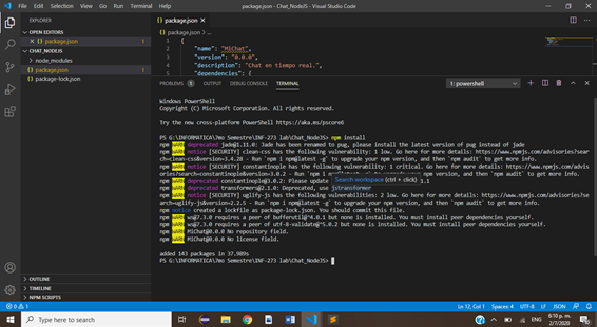 File Edit Selection View Go Run Terminal Help
package.json - Chat_NodeJS - Visual Studio Code
EXPLORER
OPEN EDITORS
package.json
CHAT_NODEJS
node_modules
package.json
package-lock.json
OUTLINE
TIMELINE
NPM SCRIPTS
package.json
package.json > ...
1 {
2 "name": "MiChat",
3 "version": "0.0.0",
4 "description": "Chat en tiempo real.",
5 "dependencies": {
PROBLEMS 1 OUTPUT DEBUG CONSOLE TERMINAL
1: powershell
Windows PowerShell
Copyright (C) Microsoft Corporation. All rights reserved.
Try the new cross-platform PowerShell https://aka.ms/pscore6
PS G:\INFORMATICA\7mo Semestre\INF-273 lab\Chat_NodeJS> npm install
npm WARN deprecated jade@1.11.0: Jade has been renamed to pug, please install the latest version of pug instead of jade
npm WARN notice [SECURITY] clean-css has the following vulnerability: 1 low. Go here for more details: https://www.npmjs.com/advisories?sear
ch=clean-css&version=3.4.28 - Run `npm i npm@latest -g` to upgrade your npm version, and then `npm audit` to get more info.
npm WARN notice [SECURITY] constantinople has the following vulnerability: 1 critical. Go here for more details: https://www.npmjs.com/advis
ories?search=constantinople&version=3.0.2 - Run `npm i npm@latest -g` to upgrade your npm version, and then `npm audit` to get more info.
npm WARN deprecated constantinople@3.0.2: Please update 1.1
Search workspace (ctrl + click)
npm WARN deprecated transformers@2.1.0: Deprecated, use jstransformer
npm WARN notice [SECURITY] uglify-js has the following vulnerabilities: 2 low. Go here for more details: https://www.npmjs.com/advisories?se
arch=uglify-js&version=2.2.5 - Run `npm i npm@latest -g` to upgrade your npm version, and then `npm audit` to get more info.
npm notice created a lockfile as package-lock.json. You should commit this file.
npm WARN ws@7.3.0 requires a peer of bufferutil@^4.0.1 but none is installed. You must install peer dependencies yourself.
npm WARN ws@7.3.0 requires a peer of utf-8-validate@^5.0.2 but none is installed. You must install peer dependencies yourself.
npm WARN MiChat@0.0.0 No repository field.
npm WARN MiChat@0.0.0 No license field.
added 143 packages in 37.989s
PS G:\INFORMATICA\7mo Semestre\INF-273 lab\Chat_NodeJS>
0 1 Ln 12, Col 1 Spaces: 4 UTF-8 LF JSON
Type here to search
ENG
6:10 p. m.
2/7/2020